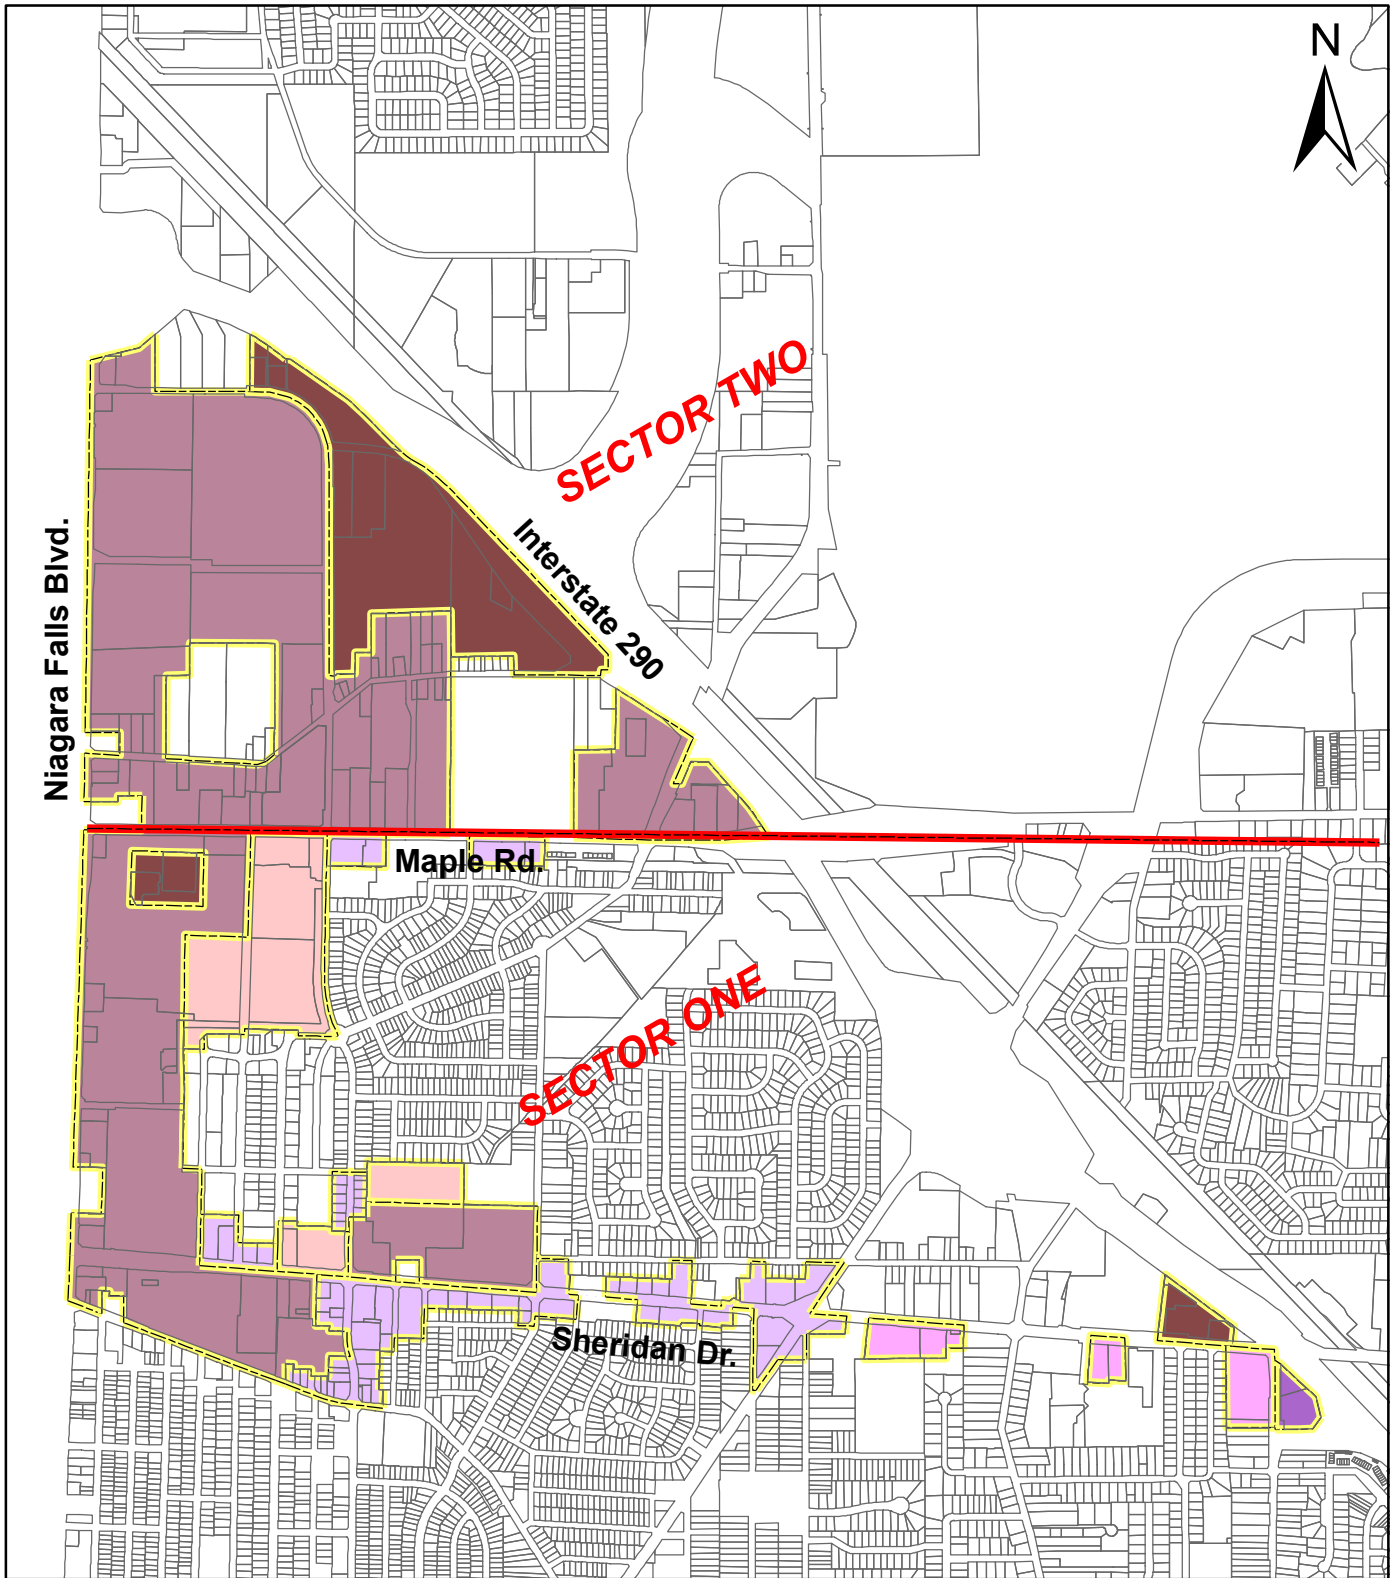 N
SECTOR TWO
Interstate 290
Niagara Falls Blvd.
Maple Rd.
SECTOR ONE
Sheridan Dr.